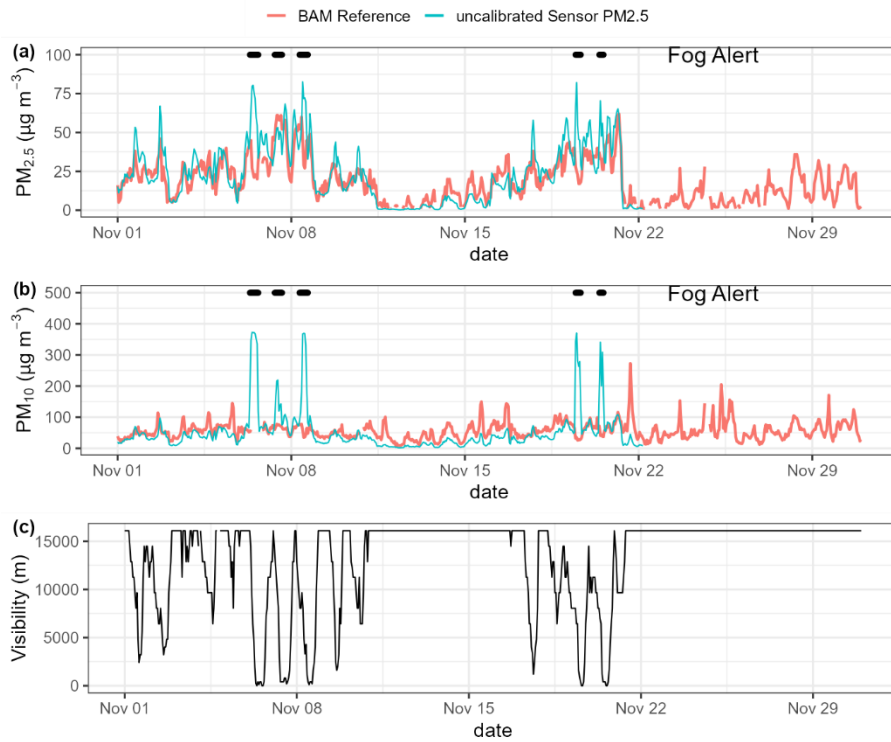 BAM Reference uncalibrated Sensor PM2.5
(a)
Fog Alert
PM2.5 (µg m−3)
100
75
50
25
0
Nov 01 Nov 08 Nov 15 Nov 22 Nov 29
date
(b)
Fog Alert
PM10 (µg m−3)
500
400
300
200
100
0
Nov 01 Nov 08 Nov 15 Nov 22 Nov 29
date
(c)
Visibility (m)
15000
10000
5000
0
Nov 01 Nov 08 Nov 15 Nov 22 Nov 29
date